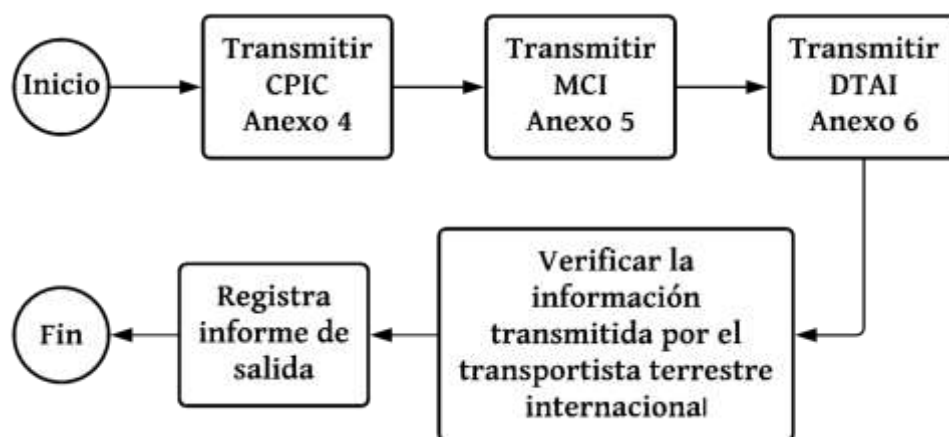 Inicio
Transmitir
CPIC
Anexo 4
Transmitir
MCI
Anexo 5
Transmitir
DTAI
Anexo 6
Verificar la
información
transmitida por el
transportista terrestre
internacional
Registra
informe de
salida
Fin